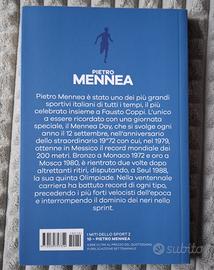 PIETRO
MENNEA
Pietro Mennea è stato uno dei più grandi
sportivi italiani di tutti i tempi, il più
celebrato insieme a Fausto Coppi. L'unico
a essere ricordato con una giornata
speciale, il Mennea Day, che si svolge ogni
anno il 12 settembre, nell'anniversario
dello straordinario 19"72 con cui, nel 1979,
ottenne in Messico il record mondiale dei
200 metri. Bronzo a Monaco 1972 e oro a
Mosca 1980, è rientrato due volte dopo
altrettanti ritiri, disputando, a Seul 1988,
la sua quinta Olimpiade. Nella ventennale
carriera ha battuto record di ogni tipo,
precedendo i più forti velocisti dell'epoca e
interrompendo il dominio dei neri nello
sprint.
I MITI DELLO SPORT 2
10 - PIETRO MENNEA
PUBBLICAZIONE SETTIMANALE
subito